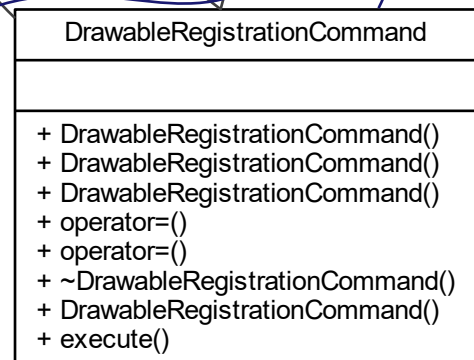 DrawableRegistrationCommand
+ DrawableRegistrationCommand()
+ DrawableRegistrationCommand()
+ DrawableRegistrationCommand()
+ operator=()
+ operator=()
+ ~DrawableRegistrationCommand()
+ DrawableRegistrationCommand()
+ execute()